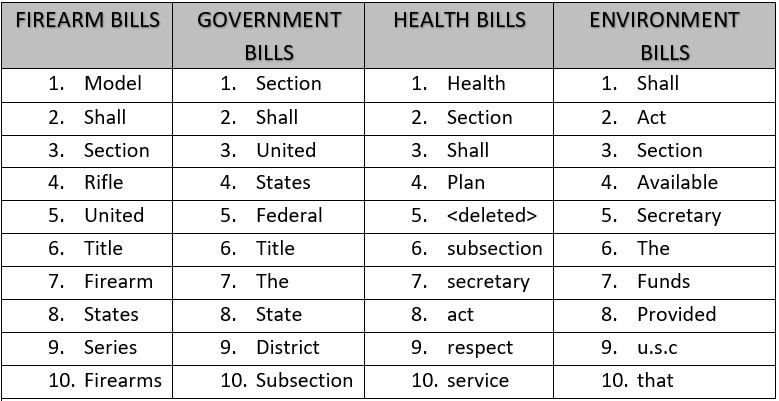 FIREARM BILLS GOVERNMENT BILLS HEALTH BILLS ENVIRONMENT BILLS
1. Model 1. Section 1. Health 1. Shall
2. Shall 2. Shall 2. Section 2. Act
3. Section 3. United 3. Shall 3. Section
4. Rifle 4. States 4. Plan 4. Available
5. United 5. Federal 5. <deleted> 5. Secretary
6. Title 6. Title 6. subsection 6. The
7. Firearm 7. The 7. secretary 7. Funds
8. States 8. State 8. act 8. Provided
9. Series 9. District 9. respect 9. u.s.c
10. Firearms 10. Subsection 10. service 10. that